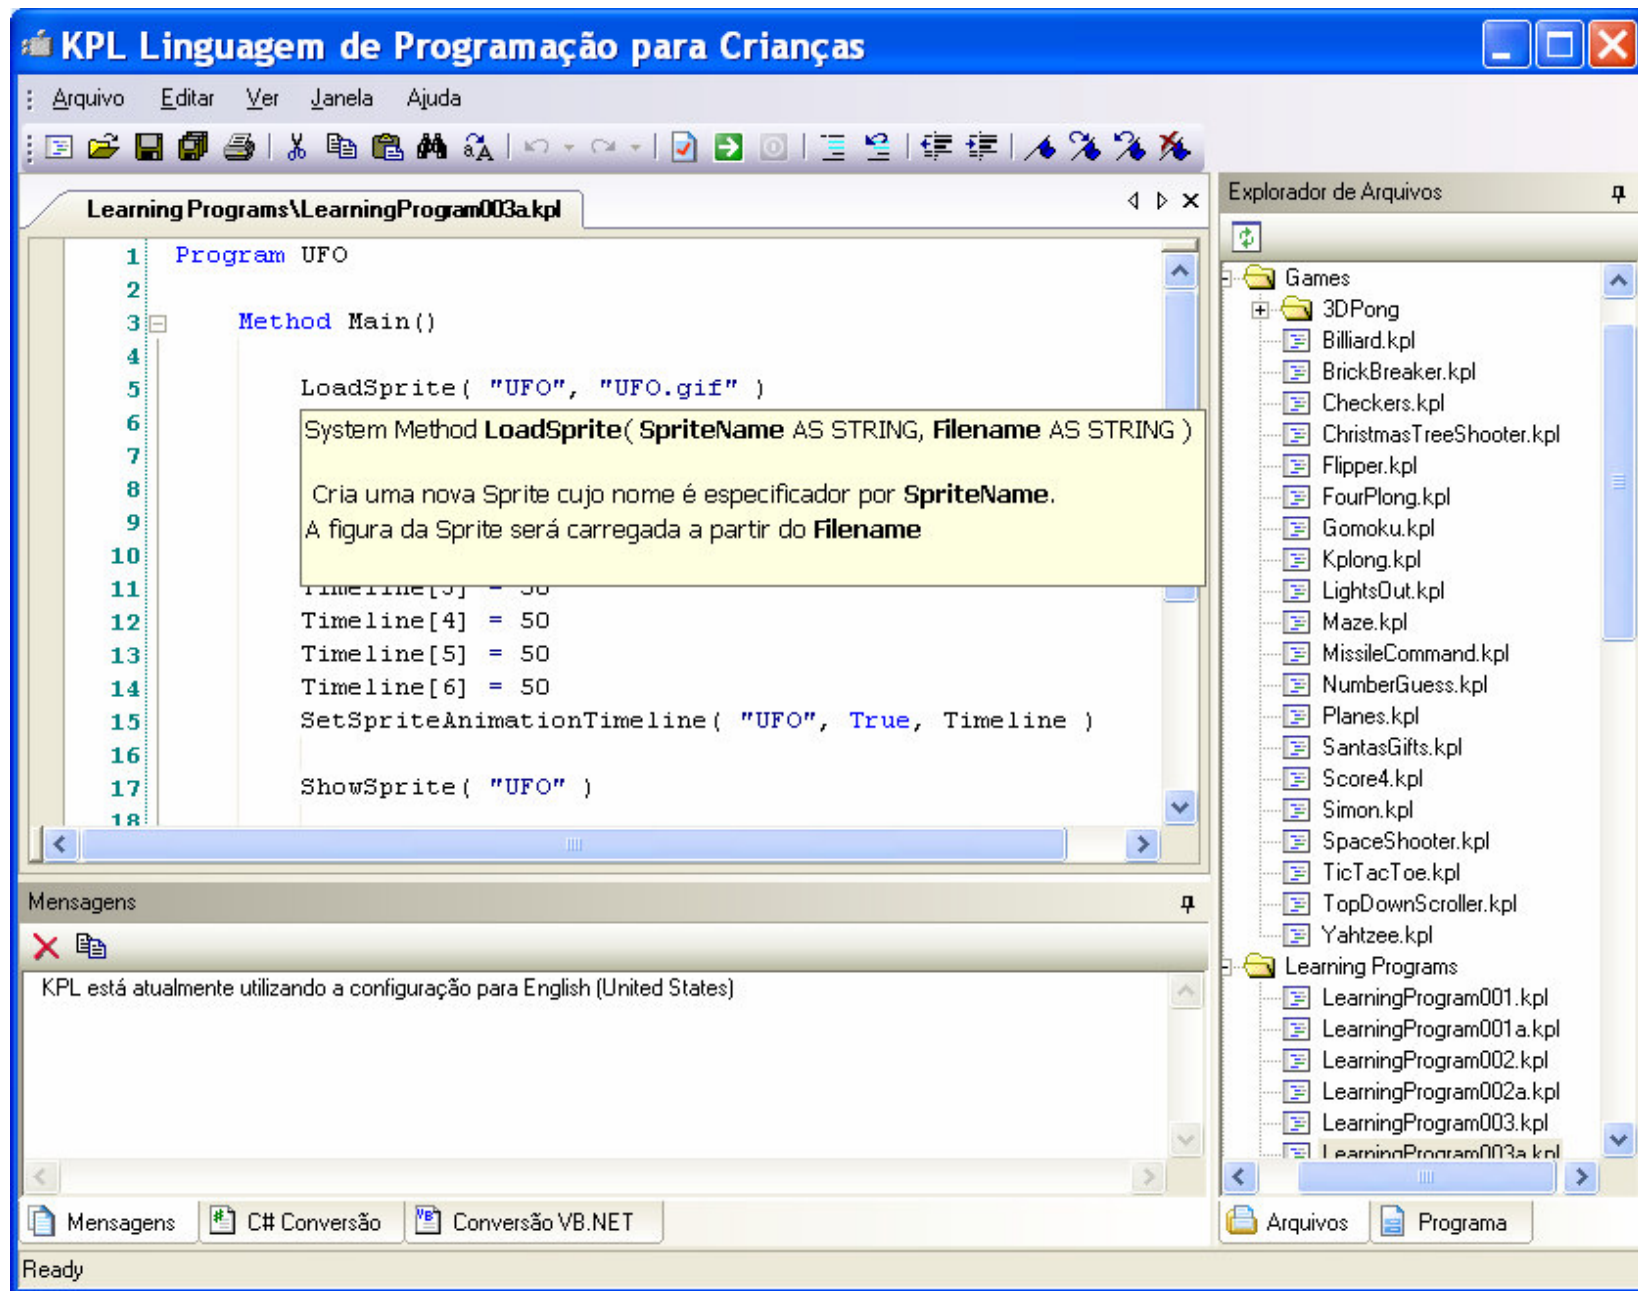 KPL Linguagem de Programação para Crianças
Arquivo Editar Ver Janela Ajuda
Learning Programs\LearningProgram003a.kpl
1 Program UFO
2
3 Method Main()
4
5 LoadSprite( "UFO", "UFO.gif" )
6
7
8
9
10
System Method LoadSprite( SpriteName AS STRING, Filename AS STRING )
Cria uma nova Sprite cujo nome é especificador por SpriteName.
A figura da Sprite será carregada a partir do Filename
11 Timeline[3] = 50
12 Timeline[4] = 50
13 Timeline[5] = 50
14 Timeline[6] = 50
15 SetSpriteAnimationTimeline( "UFO", True, Timeline )
16
17 ShowSprite( "UFO" )
18
Mensagens
KPL está atualmente utilizando a configuração para English (United States)
Mensagens C# Conversão Conversão VB.NET
Ready
Explorador de Arquivos
Games
3DPong
Billiard.kpl
BrickBreaker.kpl
Checkers.kpl
ChristmasTreeShooter.kpl
Flipper.kpl
FourPlong.kpl
Gomoku.kpl
Kplong.kpl
LightsOut.kpl
Maze.kpl
MissileCommand.kpl
NumberGuess.kpl
Planes.kpl
SantasGifts.kpl
Score4.kpl
Simon.kpl
SpaceShooter.kpl
TicTacToe.kpl
TopDownScroller.kpl
Yahtzee.kpl
Learning Programs
LearningProgram001.kpl
LearningProgram001a.kpl
LearningProgram002.kpl
LearningProgram002a.kpl
LearningProgram003.kpl
LearningProgram003a.kpl
Arquivos Programa